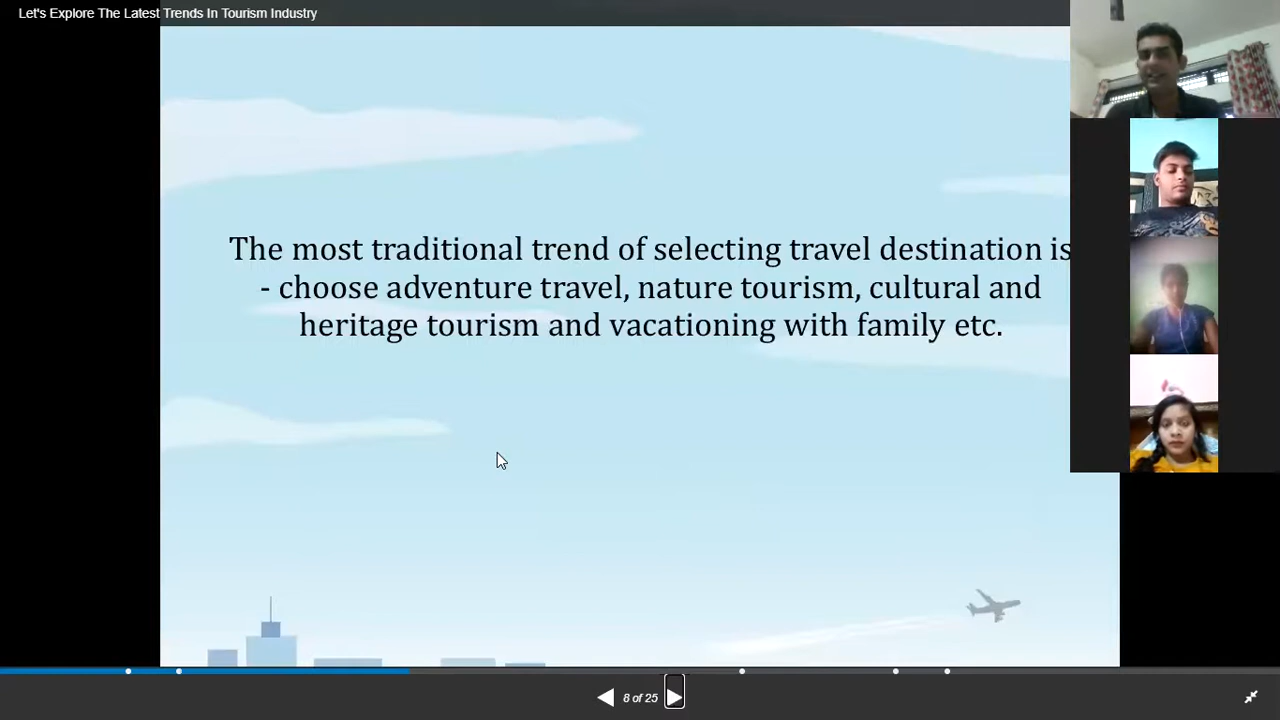 Let's Explore The Latest Trends In Tourism Industry
The most traditional trend of selecting travel destination is
- choose adventure travel, nature tourism, cultural and
heritage tourism and vacationing with family etc.
8 of 25